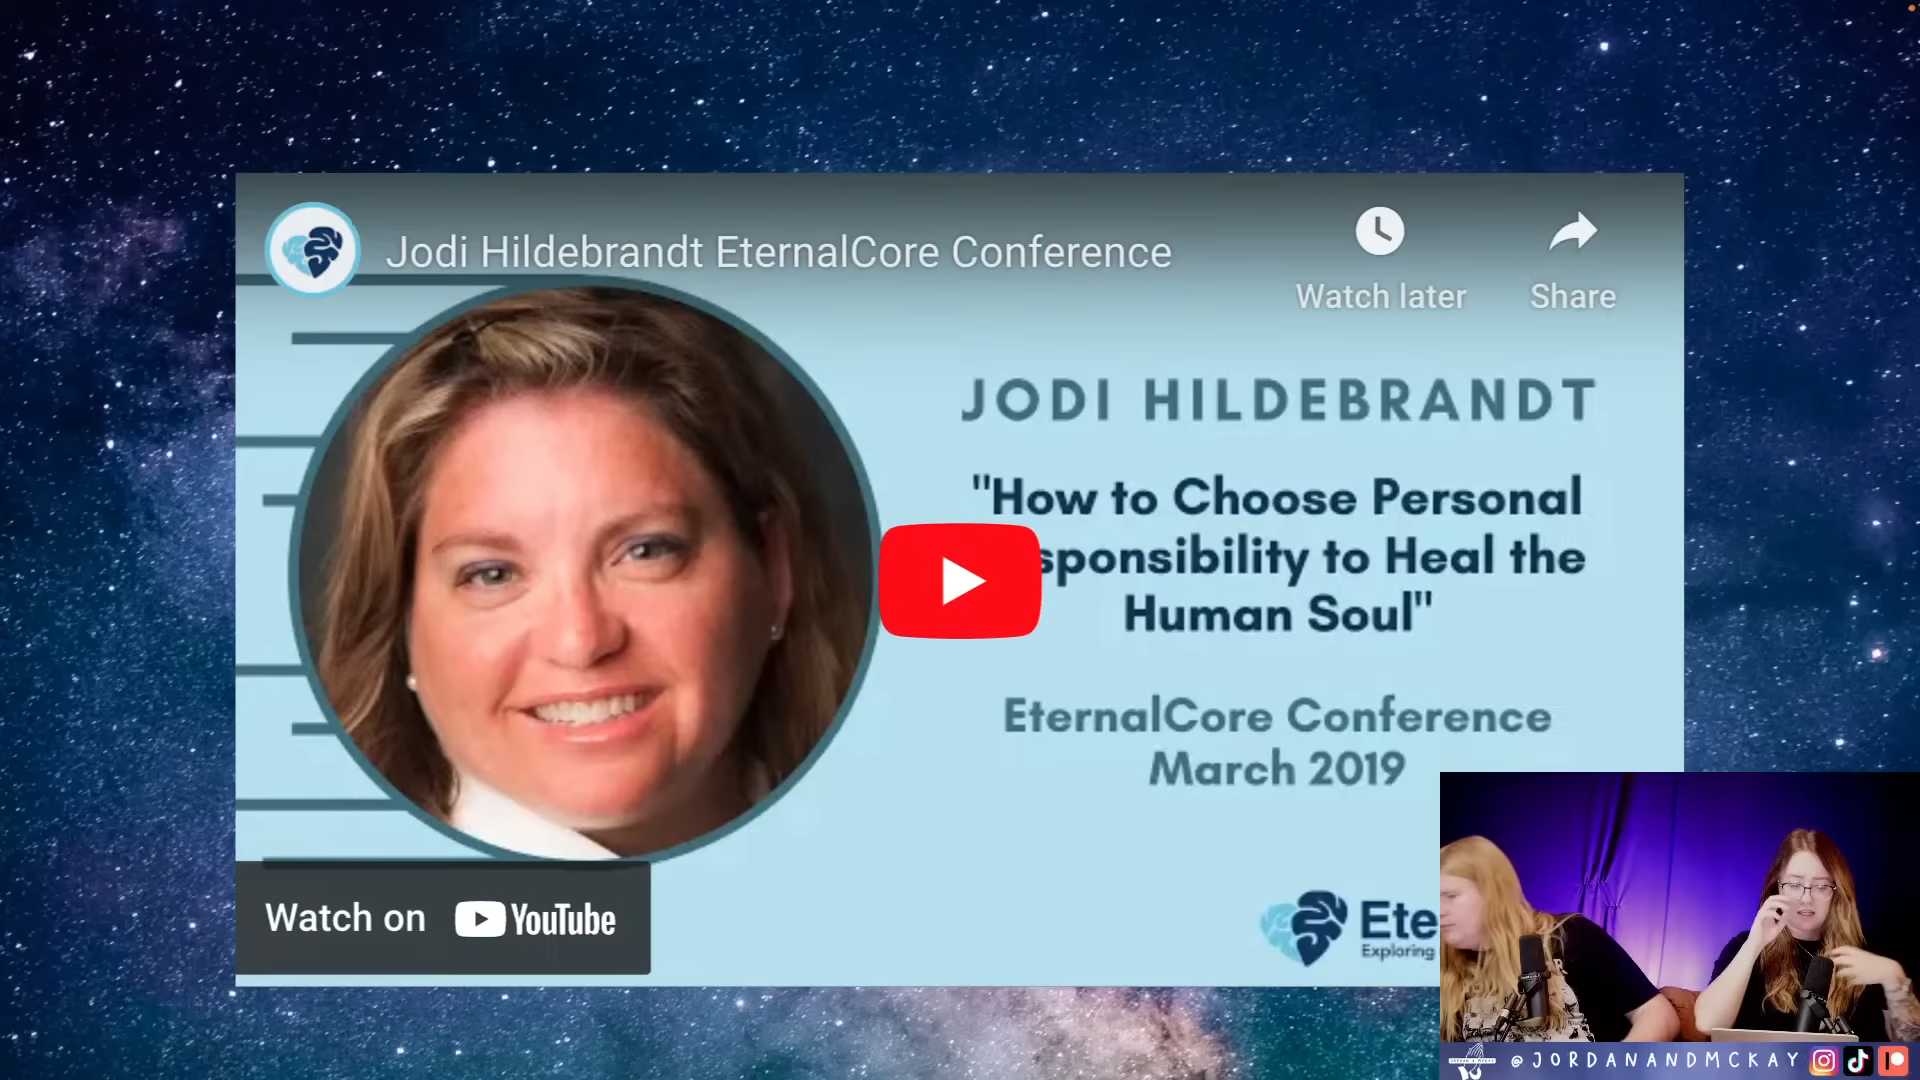 Jodi Hildebrandt EternalCore Conference
Watch later
Share
JODI HILDEBRANDT
"How to Choose Personal
sponsibility to Heal the
Human Soul"
EternalCore Conference
March 2019
Watch on YouTube
Ete
Exploring
@JORDANANDMCKAY